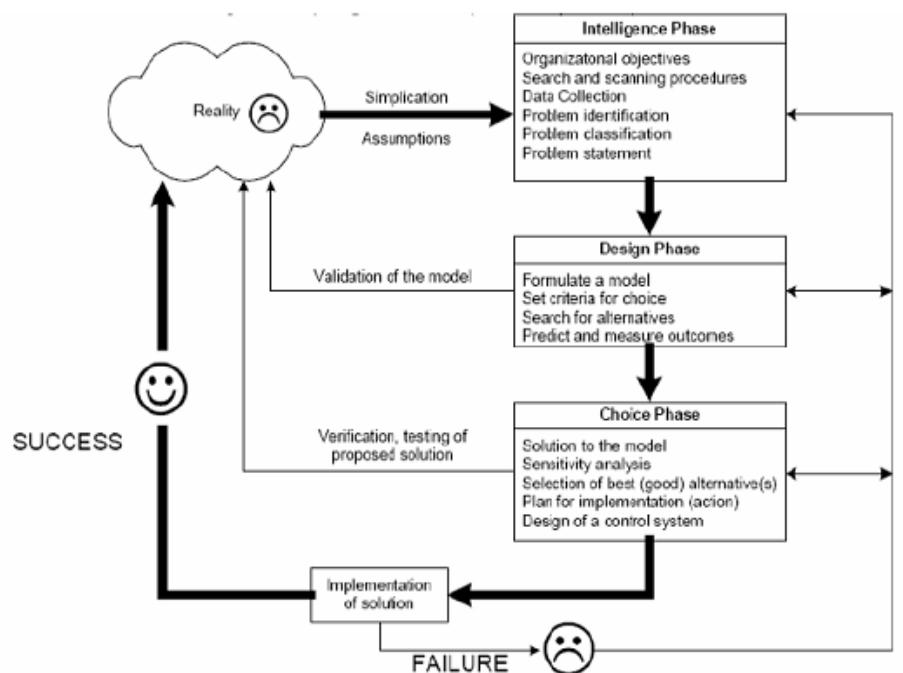 Intelligence Phase
Organizatonal objectives
Search and scanning procedures
Data Collection
Problem identification
Problem classification
Problem statement
Reality
Simplication
Assumptions
Design Phase
Formulate a model
Set criteria for choice
Search for alternatives
Predict and measure outcomes
Validation of the model
Choice Phase
Solution to the model
Sensitivity analysis
Selection of best (good) alternative(s)
Plan for implementation (action)
Design of a control system
Verification, testing of
proposed solution
SUCCESS
Implementation
of solution
FAILURE